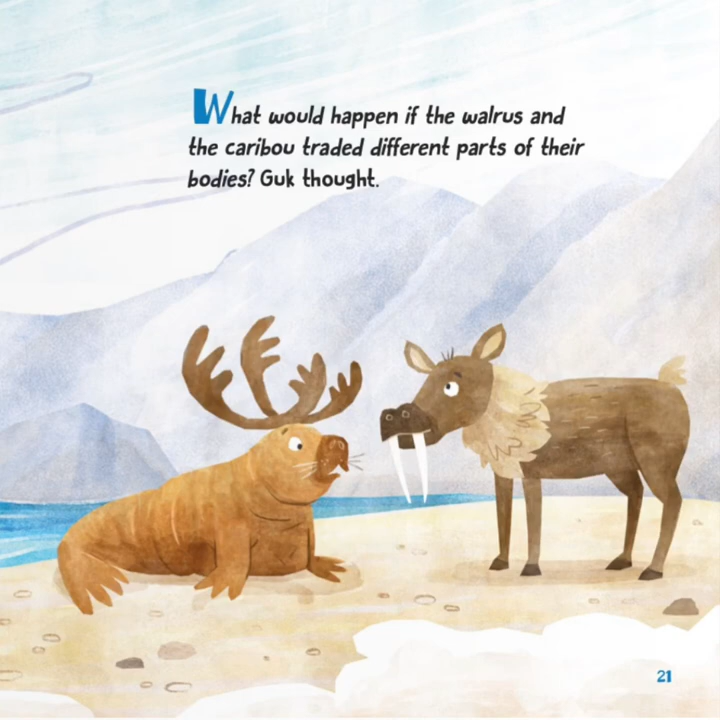 What would happen if the walrus and
the caribou traded different parts of their
bodies? Guk thought.
21